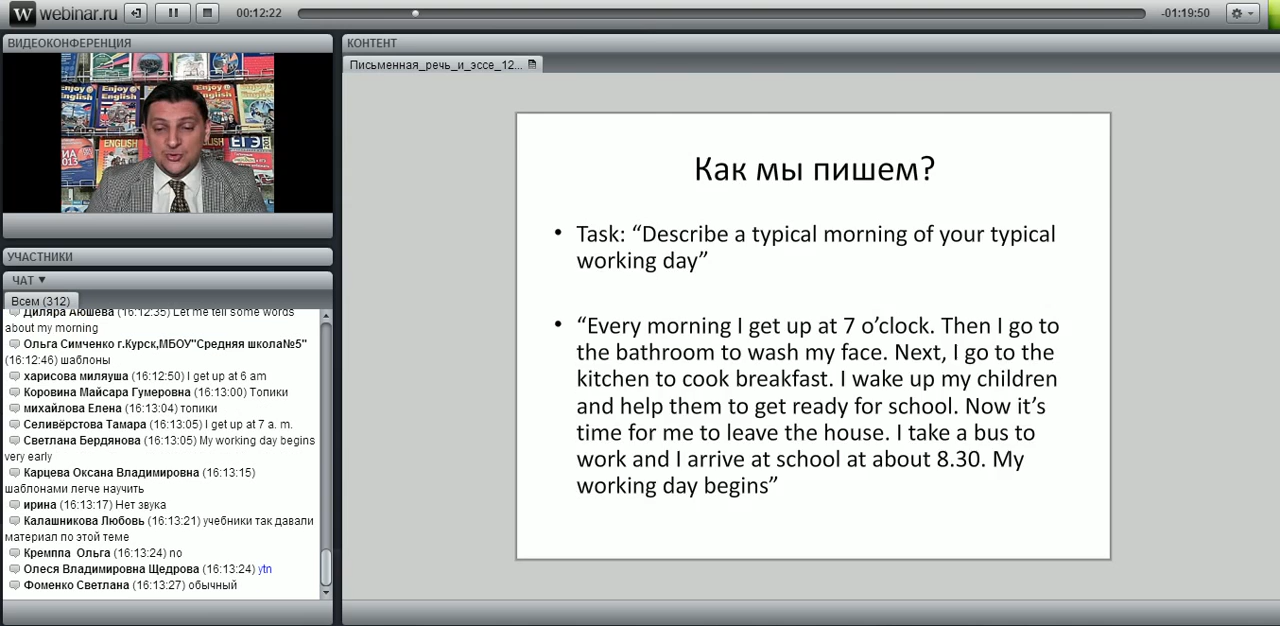 webinar.ru
00:12:22
-01:19:50
ВИДЕОКОНФЕРЕНЦИЯ
Enjoy English
ЕГЭ
2013
ENGLISH
УЧАСТНИКИ
ЧАТ ▼
Всем (312)
Диляра Аюшева (16:12:35) Let me tell some words
about my morning
Ольга Симченко г.Курск,МБОУ"Средняя школа№5"
(16:12:46) шаблоны
харисова миляуша (16:12:50) I get up at 6 am
Коровина Майсара Гумеровна (16:13:00) Топики
михайлова Елена (16:13:04) топики
Селивёрстова Тамара (16:13:05) I get up at 7 a. m.
Светлана Бердянова (16:13:05) My working day begins
very early
Карцева Оксана Владимировна (16:13:15)
шаблонами легче научить
ирина (16:13:17) Нет звука
Калашникова Любовь (16:13:21) учебники так давали
материал по этой теме
Кремппа Ольга (16:13:24) no
Олеся Владимировна Щедрова (16:13:24) ytn
Фоменко Светлана (16:13:27) обычный
КОНТЕНТ
Письменная_речь_и_эссе_12...
Как мы пишем?
• Task: “Describe a typical morning of your typical
working day”
• “Every morning I get up at 7 o’clock. Then I go to
the bathroom to wash my face. Next, I go to the
kitchen to cook breakfast. I wake up my children
and help them to get ready for school. Now it’s
time for me to leave the house. I take a bus to
work and I arrive at school at about 8.30. My
working day begins”